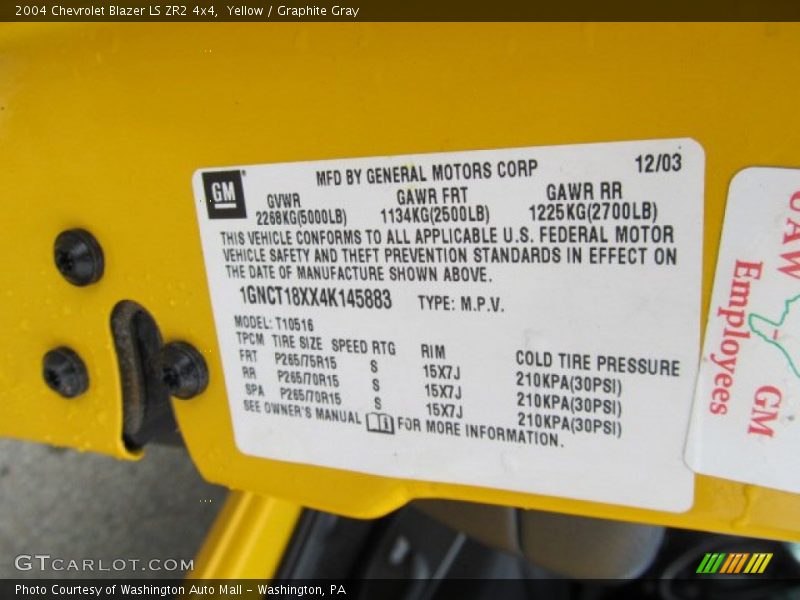 2004 Chevrolet Blazer LS ZR2 4x4, Yellow / Graphite Gray
GM
MFD BY GENERAL MOTORS CORP 12/03
GVWR GAWR FRT GAWR RR
2268KG(5000LB) 1134KG(2500LB) 1225KG(2700LB)
THIS VEHICLE CONFORMS TO ALL APPLICABLE U.S. FEDERAL MOTOR
VEHICLE SAFETY AND THEFT PREVENTION STANDARDS IN EFFECT ON
THE DATE OF MANUFACTURE SHOWN ABOVE.
1GNCT18XX4K145883 TYPE: M.P.V.
MODEL: T10516
TPCM TIRE SIZE SPEED RTG RIM COLD TIRE PRESSURE
FRT P265/75R15 S 15X7J 210KPA(30PSI)
RR P265/70R15 S 15X7J 210KPA(30PSI)
SPA P265/70R15 S 15X7J 210KPA(30PSI)
SEE OWNER'S MANUAL FOR MORE INFORMATION.
UAW
GM
Employees
GTCARLOT.COM
Photo Courtesy of Washington Auto Mall - Washington, PA